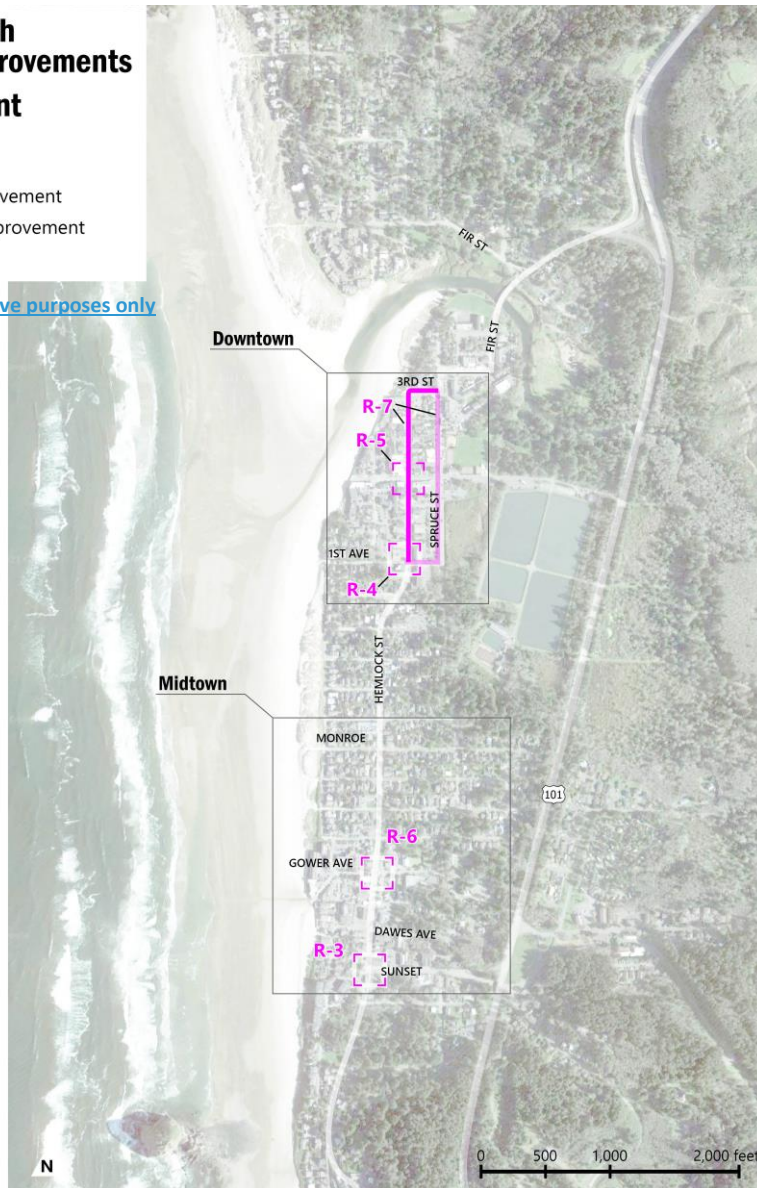 h
rovements
nt
vement
provement
ve purposes only
FIR ST
Downtown
FIR ST
3RD ST
R-7
R-5
SPRUCE ST
1ST AVE
R-4
HEMLOCK ST
Midtown
MONROE
101
R-6
GOWER AVE
DAWES AVE
R-3
SUNSET
N
0 500 1,000 2,000 feet